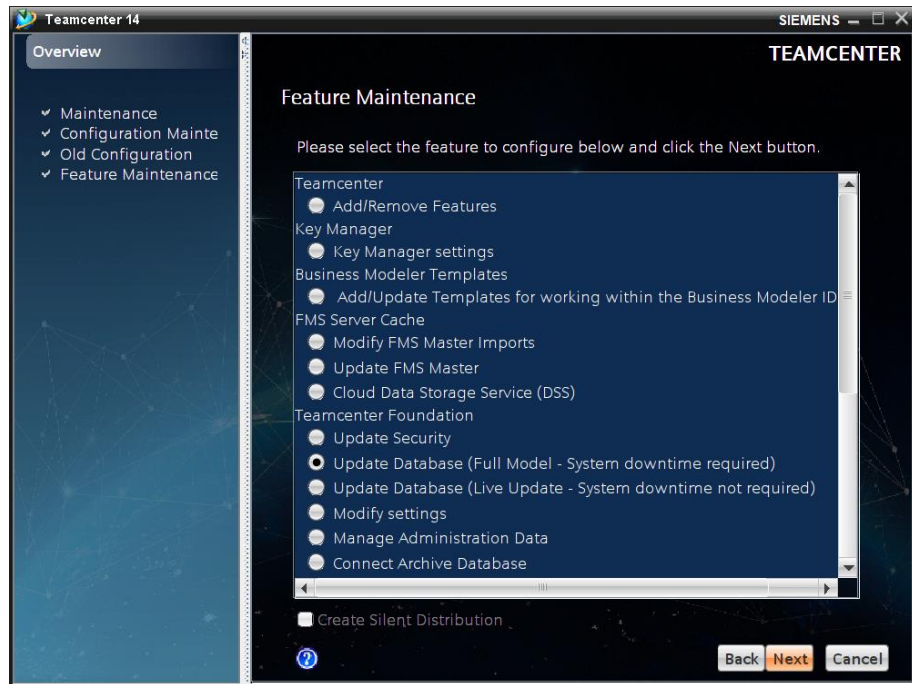 Teamcenter 14
SIEMENS
Overview
TEAMCENTER
Maintenance
Configuration Mainte
Old Configuration
Feature Maintenance
Feature Maintenance
Please select the feature to configure below and click the Next button.
Teamcenter
Add/Remove Features
Key Manager
Key Manager settings
Business Modeler Templates
Add/Update Templates for working within the Business Modeler ID
FMS Server Cache
Modify FMS Master Imports
Update FMS Master
Cloud Data Storage Service (DSS)
Teamcenter Foundation
Update Security
Update Database (Full Model - System downtime required)
Update Database (Live Update - System downtime not required)
Modify settings
Manage Administration Data
Connect Archive Database
Create Silent Distribution
Back Next Cancel